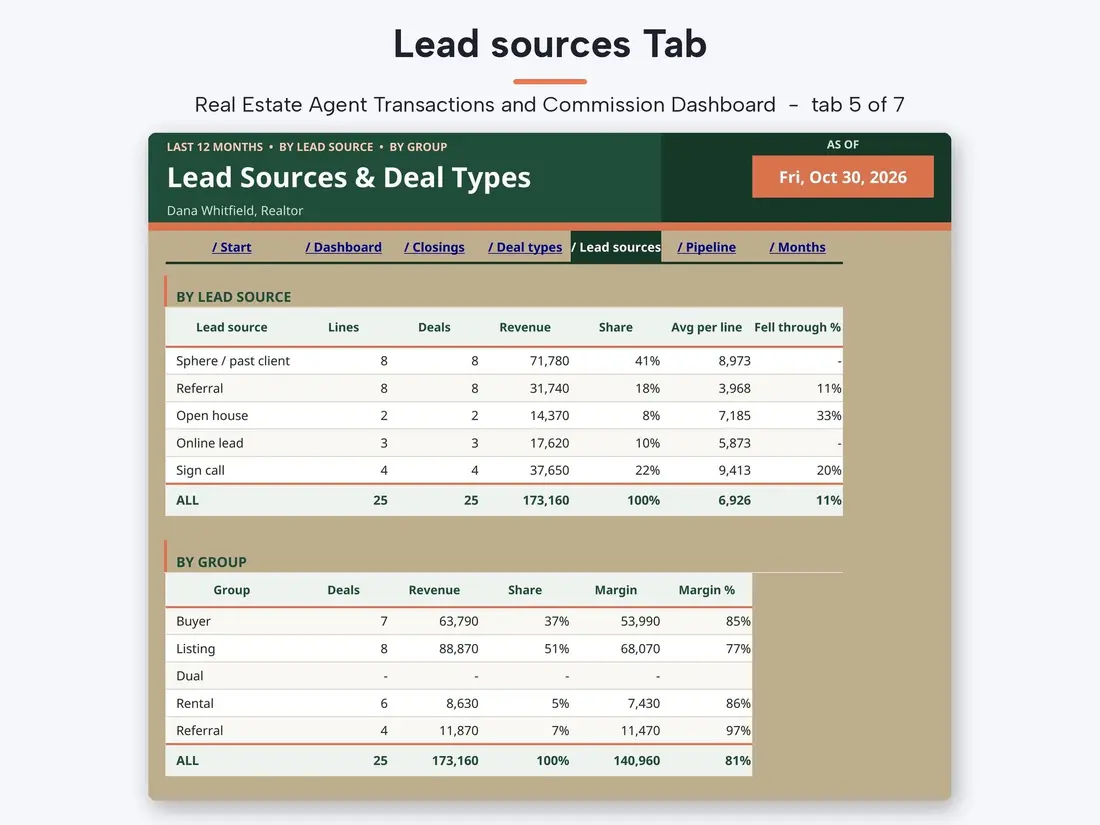 Lead sources Tab
Real Estate Agent Transactions and Commission Dashboard - tab 5 of 7
LAST 12 MONTHS • BY LEAD SOURCE • BY GROUP
AS OF
Lead Sources & Deal Types
Fri, Oct 30, 2026
Dana Whitfield, Realtor
/ Start / Dashboard / Closings / Deal types / Lead sources / Pipeline / Months
BY LEAD SOURCE
Lead source Lines Deals Revenue Share Avg per line Fell through %
Sphere / past client 8 8 71,780 41% 8,973 -
Referral 8 8 31,740 18% 3,968 11%
Open house 2 2 14,370 8% 7,185 33%
Online lead 3 3 17,620 10% 5,873 -
Sign call 4 4 37,650 22% 9,413 20%
ALL 25 25 173,160 100% 6,926 11%
BY GROUP
Group Deals Revenue Share Margin Margin %
Buyer 7 63,790 37% 53,990 85%
Listing 8 88,870 51% 68,070 77%
Dual - - - -
Rental 6 8,630 5% 7,430 86%
Referral 4 11,870 7% 11,470 97%
ALL 25 173,160 100% 140,960 81%